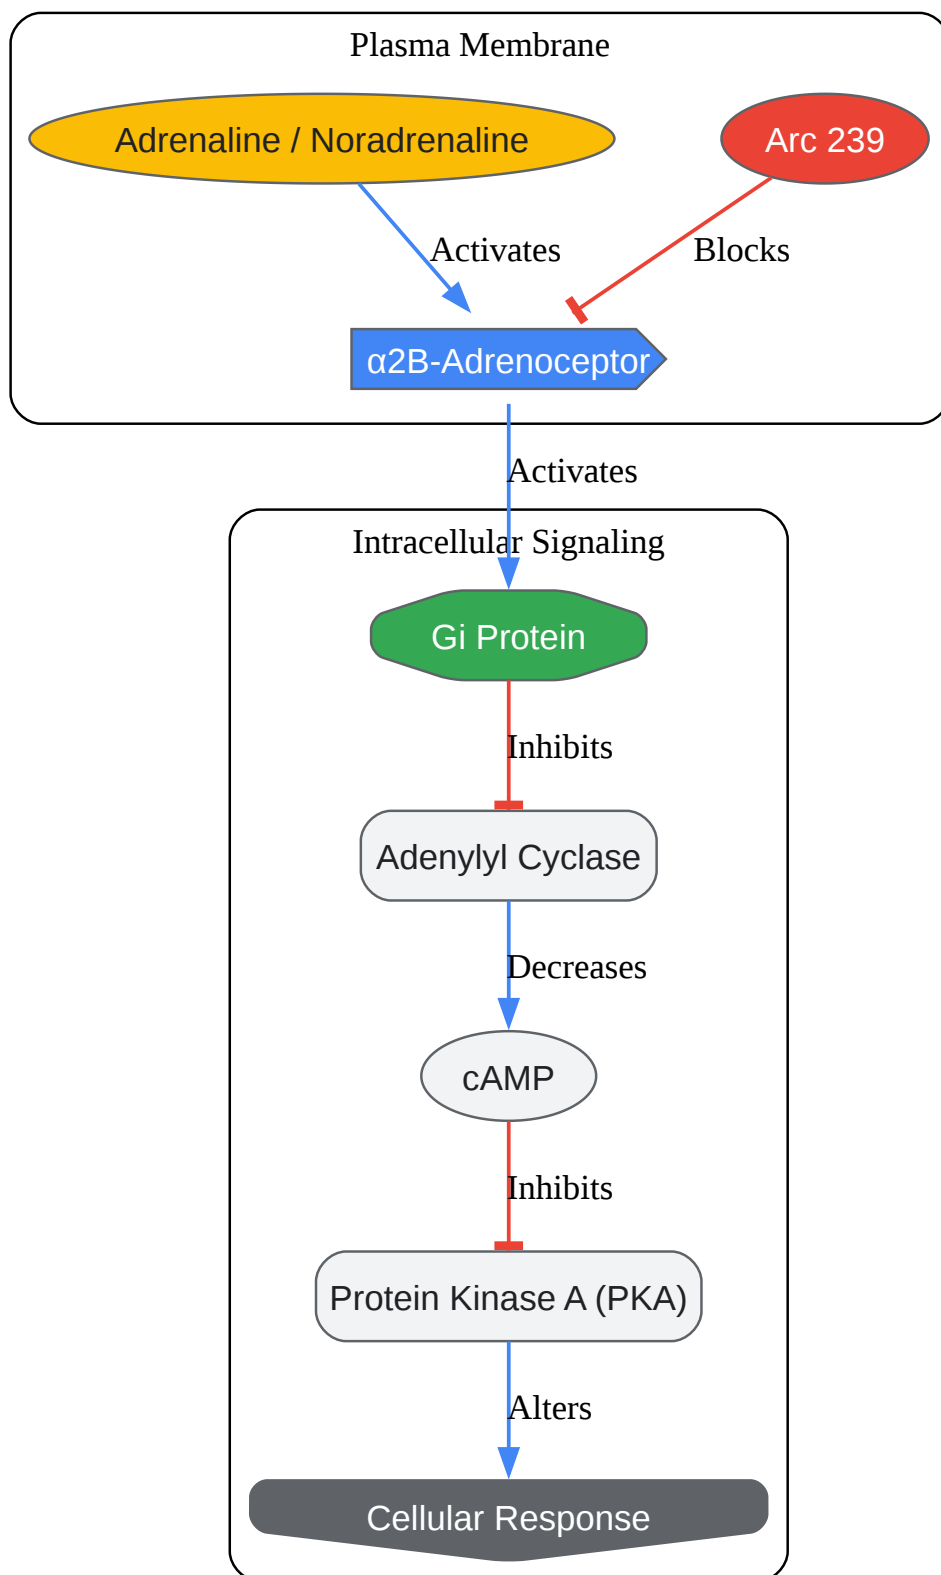 Plasma Membrane
Adrenaline / Noradrenaline
Arc 239
Activates
Blocks
α2B-Adrenoceptor
Activates
Intracellular Signaling
Gi Protein
Inhibits
Adenylyl Cyclase
Decreases
cAMP
Inhibits
Protein Kinase A (PKA)
Alters
Cellular Response